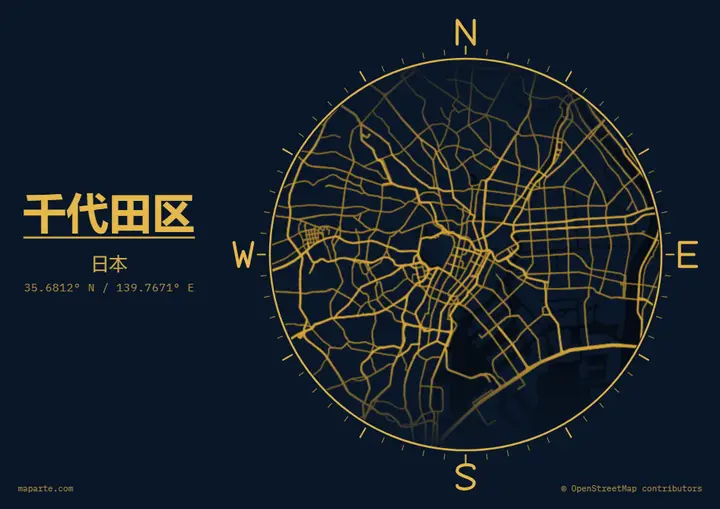 N
千代田区
W
E
日本
35.6812° N / 139.7671° E
S
maparte.com
© OpenStreetMap contributors